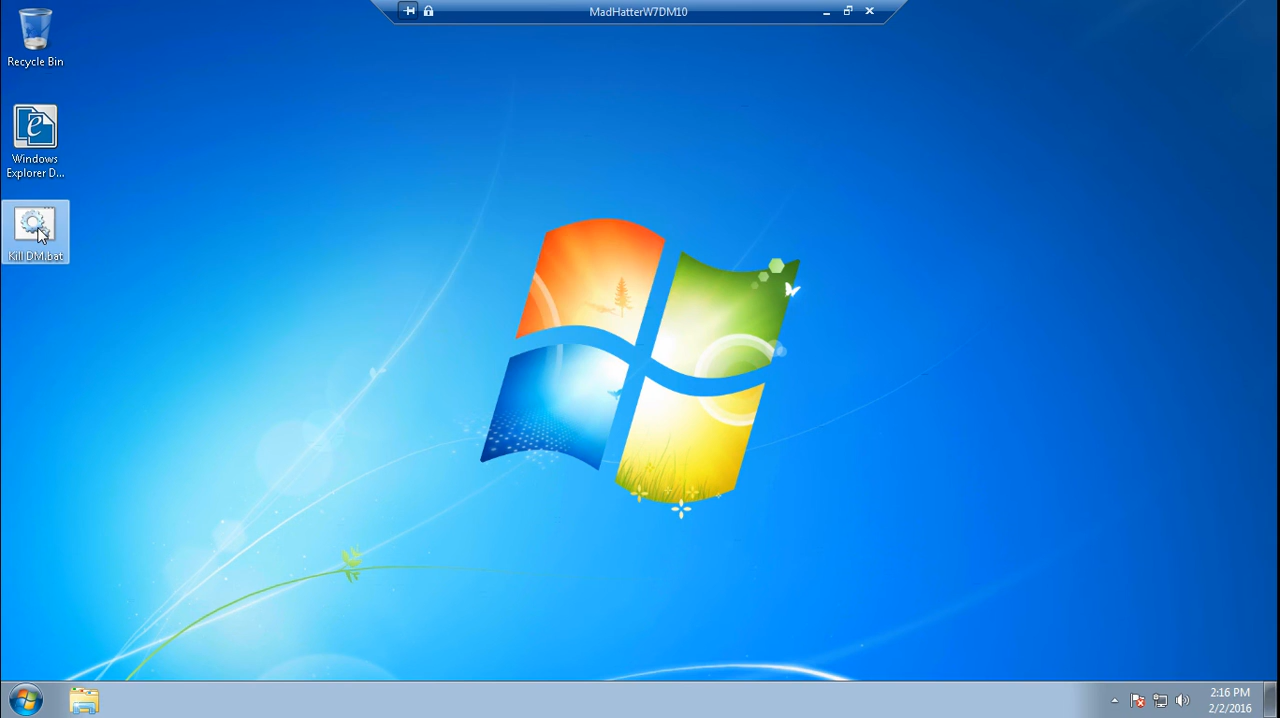 MadHatterW7DM10
Recycle Bin
Windows
Explorer D...
Kill DM.bat
2:16 PM
2/2/2016